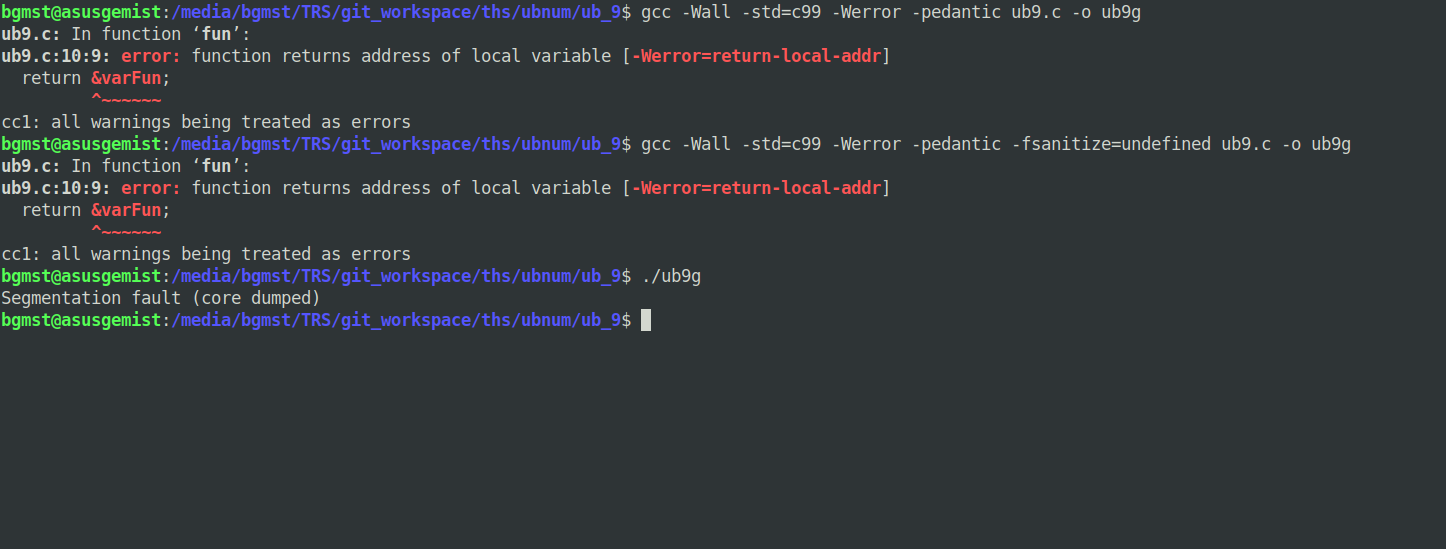 bgmst@asusgemist:/media/bgmst/TRS/git_workspace/ths/ubnum/ub_9$ gcc -Wall -std=c99 -Werror -pedantic ub9.c -o ub9g
ub9.c: In function ‘fun’:
ub9.c:10:9: error: function returns address of local variable [-Werror=return-local-addr]
  return &varFun;
         ^~~~~~~
cc1: all warnings being treated as errors
bgmst@asusgemist:/media/bgmst/TRS/git_workspace/ths/ubnum/ub_9$ gcc -Wall -std=c99 -Werror -pedantic -fsanitize=undefined ub9.c -o ub9g
ub9.c: In function ‘fun’:
ub9.c:10:9: error: function returns address of local variable [-Werror=return-local-addr]
  return &varFun;
         ^~~~~~~
cc1: all warnings being treated as errors
bgmst@asusgemist:/media/bgmst/TRS/git_workspace/ths/ubnum/ub_9$ ./ub9g
Segmentation fault (core dumped)
bgmst@asusgemist:/media/bgmst/TRS/git_workspace/ths/ubnum/ub_9$